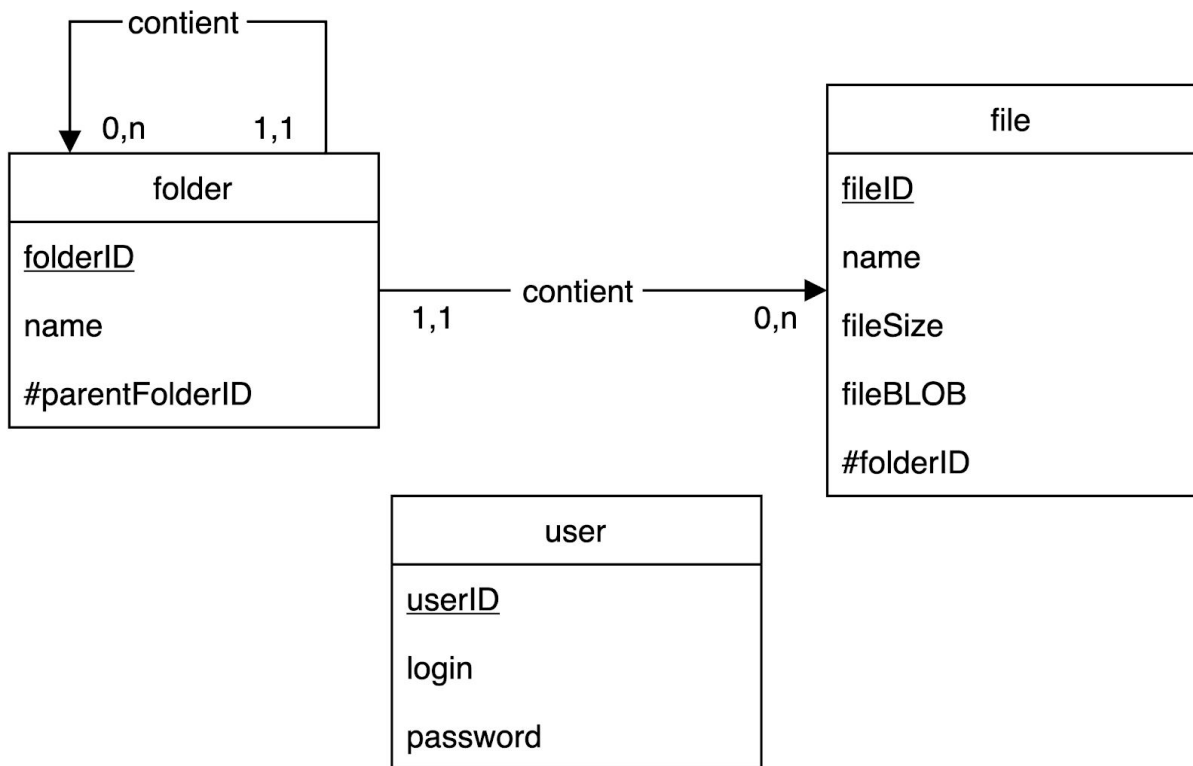 contient
0,n
1,1
folder
folderID
name
#parentFolderID
1,1
contient
0,n
file
fileID
name
fileSize
fileBLOB
#folderID
user
userID
login
password